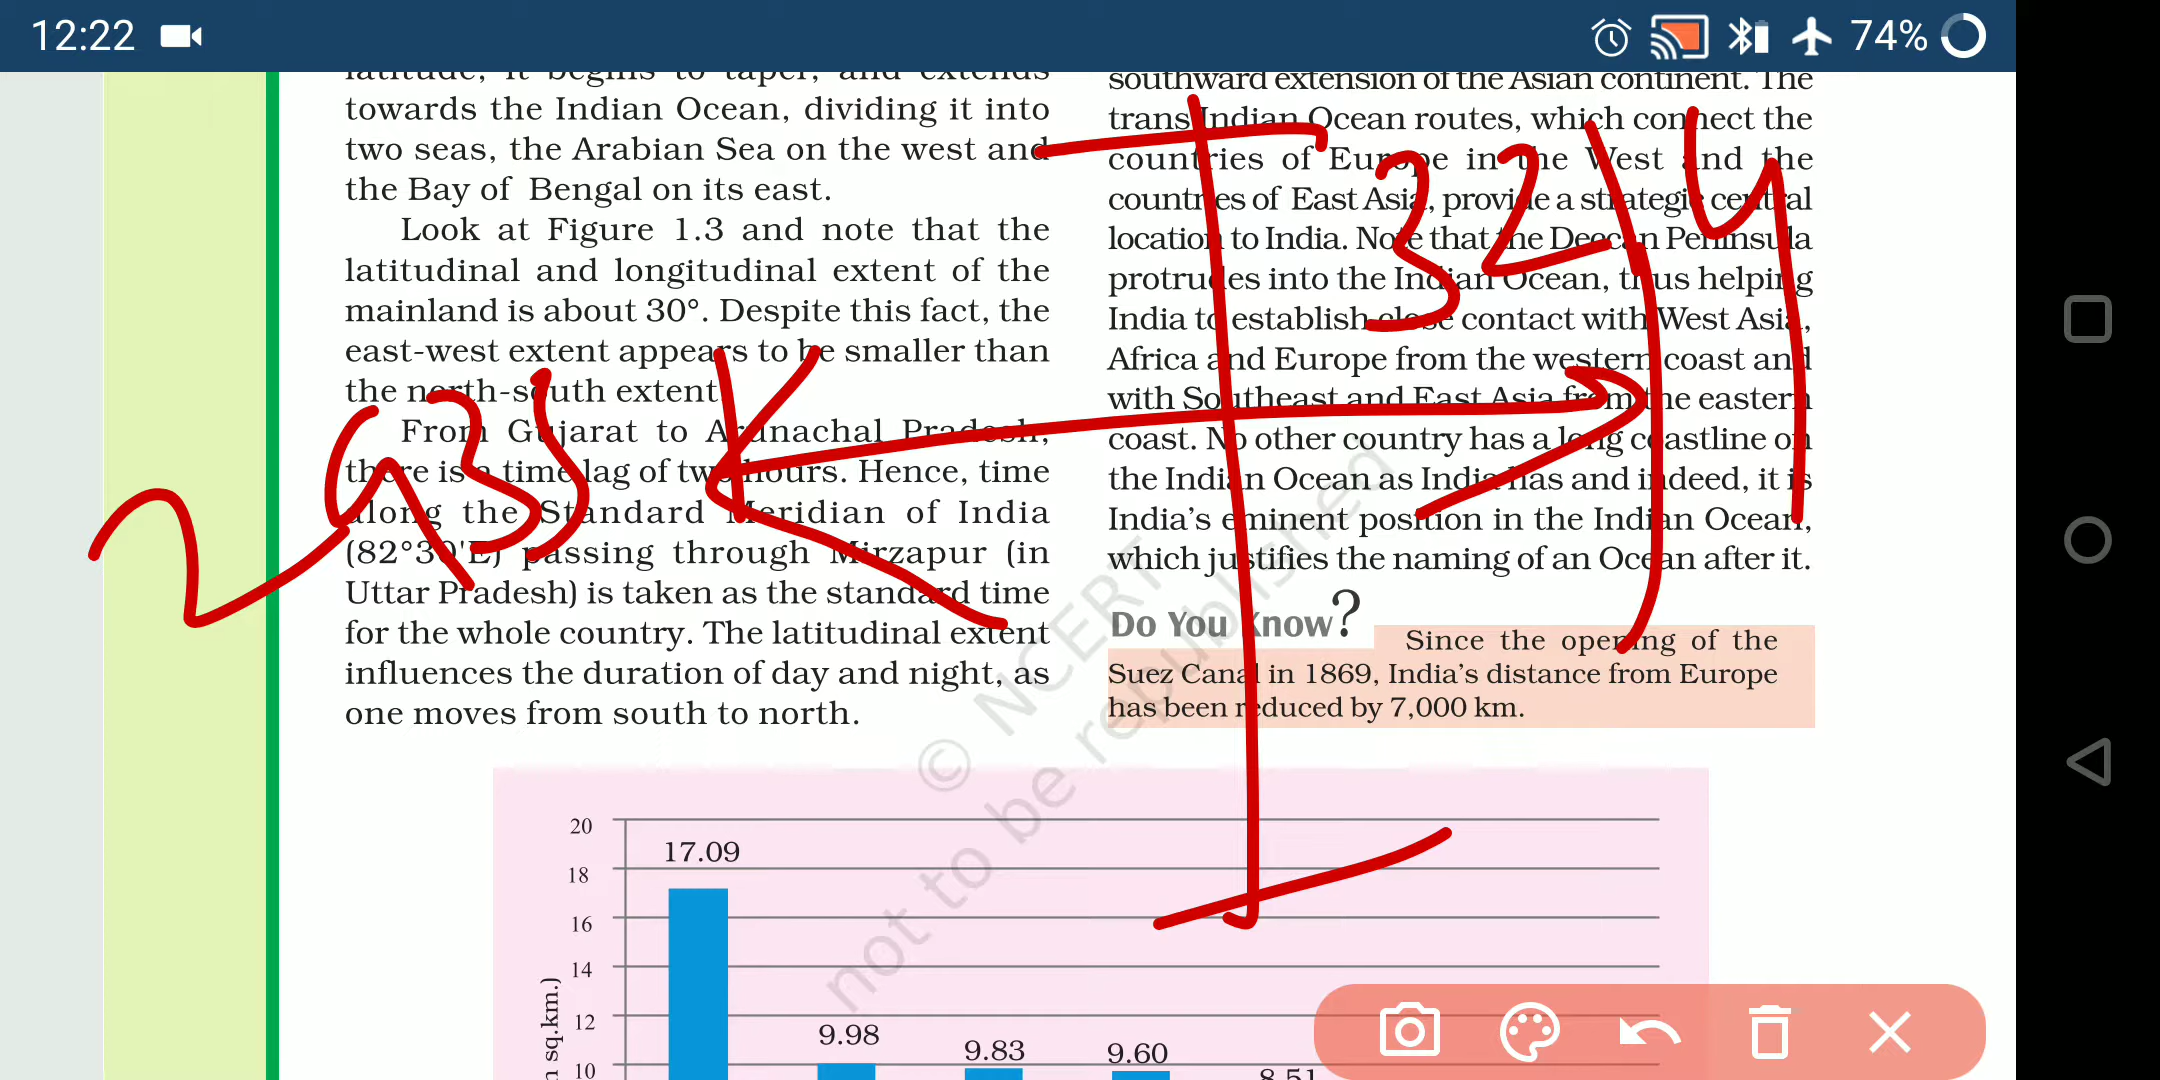 12:22
74%
latitude, it begins to taper, and extends
towards the Indian Ocean, dividing it into
two seas, the Arabian Sea on the west and
the Bay of Bengal on its east.
Look at Figure 1.3 and note that the
latitudinal and longitudinal extent of the
mainland is about 30°. Despite this fact, the
east-west extent appears to be smaller than
the north-south extent.
From Gujarat to Arunachal Pradesh,
there is a time lag of two hours. Hence, time
along the Standard Meridian of India
(82°30'E) passing through Mirzapur (in
Uttar Pradesh) is taken as the standard time
for the whole country. The latitudinal extent
influences the duration of day and night, as
one moves from south to north.
southward extension of the Asian continent. The
trans Indian Ocean routes, which connect the
countries of Europe in the West and the
countries of East Asia, provide a strategic central
location to India. Note that the Deccan Peninsula
protrudes into the Indian Ocean, thus helping
India to establish close contact with West Asia,
Africa and Europe from the western coast and
with Southeast and East Asia from the eastern
coast. No other country has a long coastline on
the Indian Ocean as India has and indeed, it is
India's eminent position in the Indian Ocean,
which justifies the naming of an Ocean after it.
Do You Know?
Since the opening of the
Suez Canal in 1869, India's distance from Europe
has been reduced by 7,000 km.
3214
2933
© NCERT
not to be republished
20
17.09
18
16
14
12
9.98
9.83
9.60
10
8.51
n sq.km.)